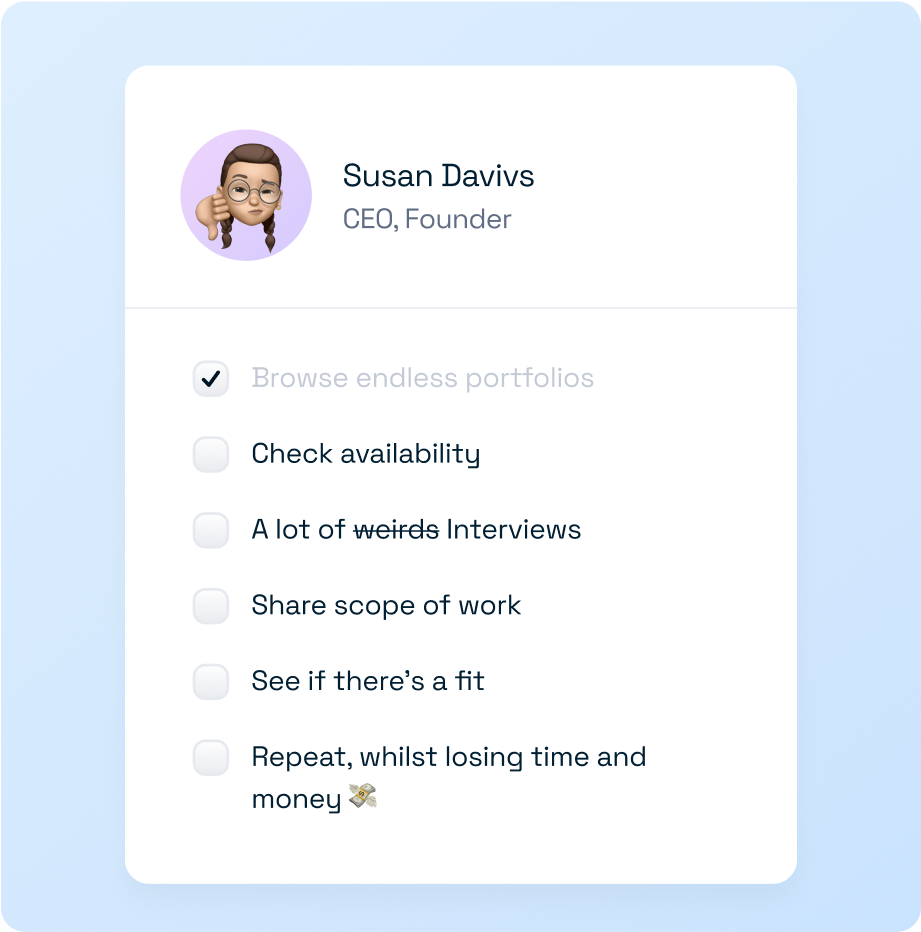 Susan Davivs
CEO, Founder
Browse endless portfolios
Check availability
A lot of weirds Interviews
Share scope of work
See if there’s a fit
Repeat, whilst losing time and
money 💸